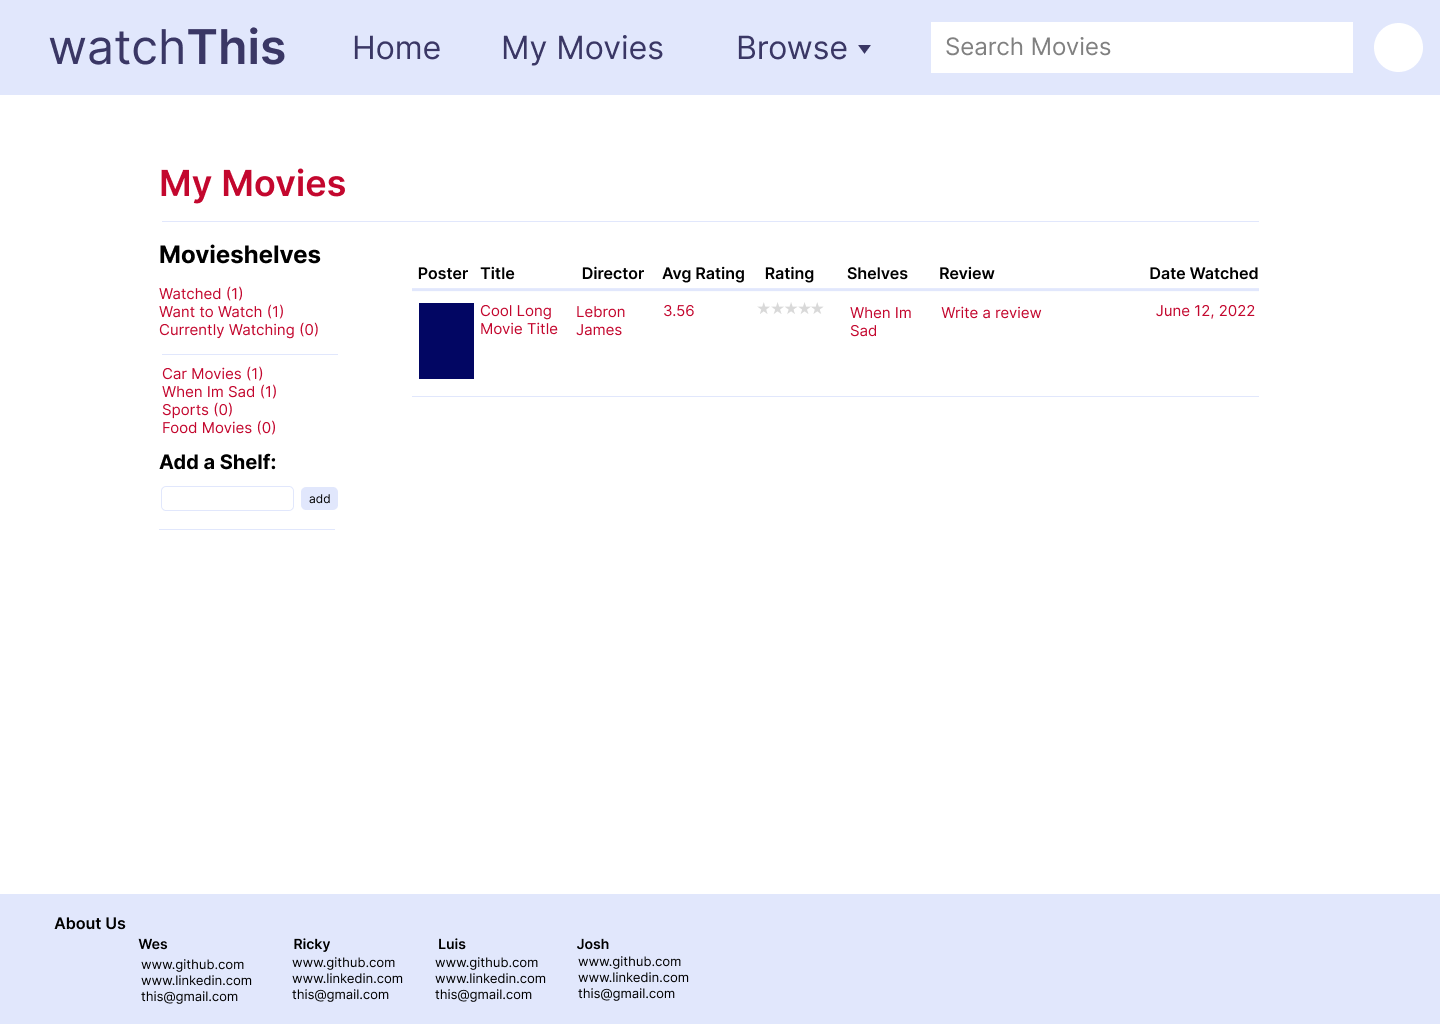 watchThis Home My Movies Browse Search Movies
My Movies
Movieshelves
Watched (1)
Want to Watch (1)
Currently Watching (0)
Car Movies (1)
When Im Sad (1)
Sports (0)
Food Movies (0)
Add a Shelf:
add
Poster Title Director Avg Rating Rating Shelves Review Date Watched
Cool Long
Movie Title
Lebron
James
3.56
When Im
Sad
Write a review
June 12, 2022
About Us
Wes
www.github.com
www.linkedin.com
this@gmail.com
Ricky
www.github.com
www.linkedin.com
this@gmail.com
Luis
www.github.com
www.linkedin.com
this@gmail.com
Josh
www.github.com
www.linkedin.com
this@gmail.com